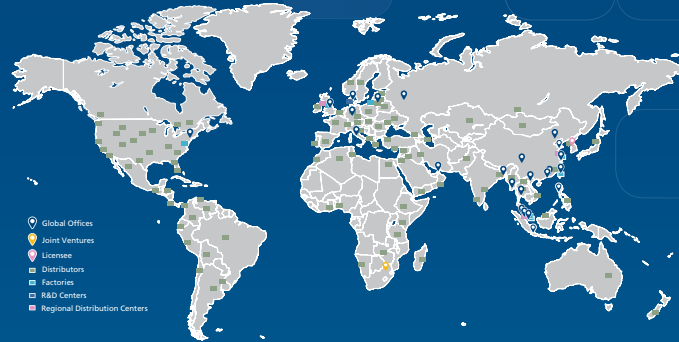 Global Offices
Joint Ventures
Licensee
Distributors
Factories
R&D Centers
Regional Distribution Centers